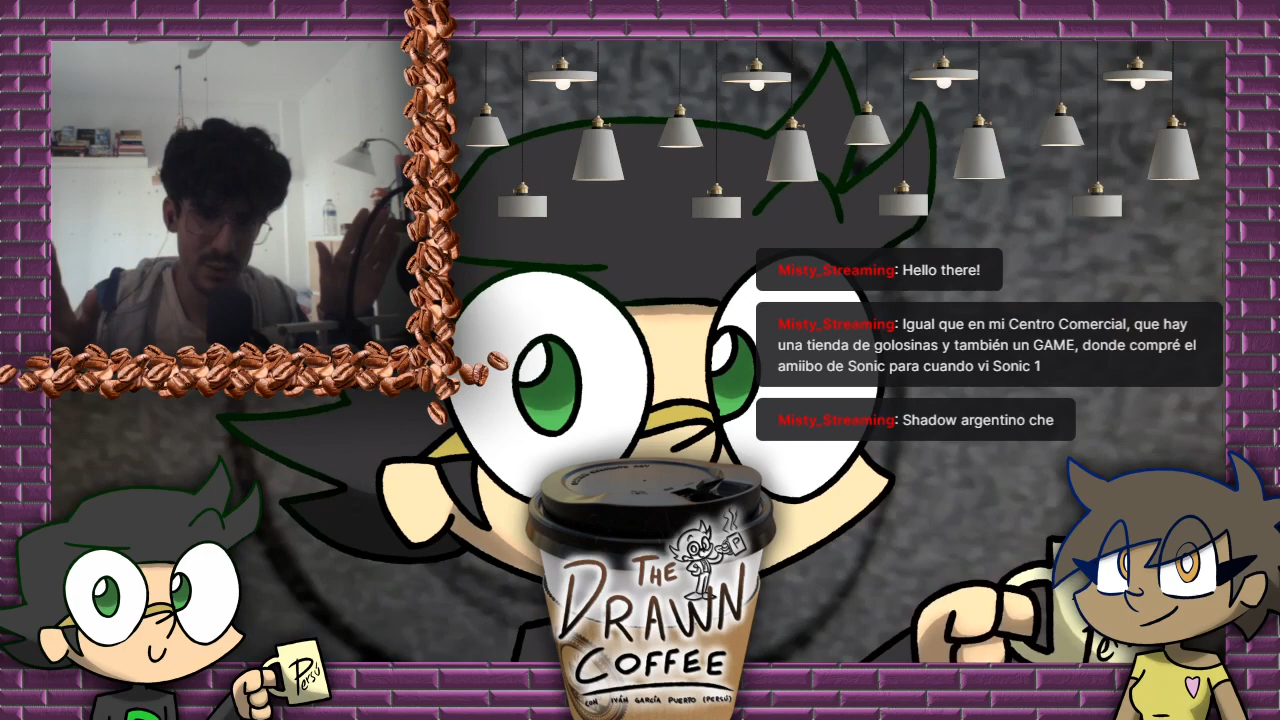 Misty_Streaming: Hello there!
Misty_Streaming: Igual que en mi Centro Comercial, que hay
una tienda de golosinas y también un GAME, donde compré el
amiibo de Sonic para cuando vi Sonic 1
Misty_Streaming: Shadow argentino che
THE
DRAWN
COFFEE
CON IVÁN GARCÍA PUERTO (PERSU)
Persú